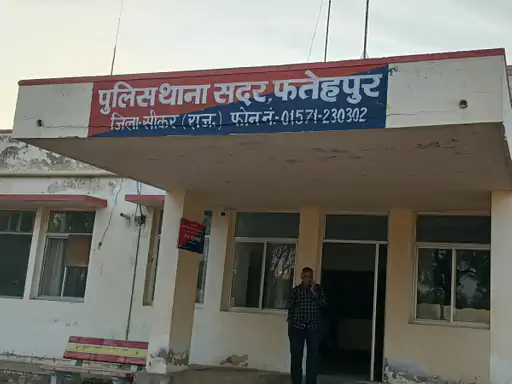 पुलिस थाना सदर, फतेहपुर
जिला-सीकर (राज.) फोन नं.-01571-230302